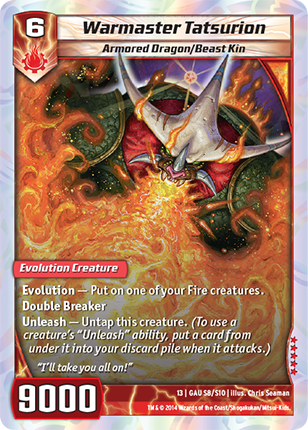 6
Warmaster Tatsurion
Armored Dragon/Beast Kin
Evolution Creature
Evolution — Put on one of your Fire creatures.
Double Breaker
Unleash — Untap this creature. (To use a
creature's "Unleash" ability, put a card from
under it into your discard pile when it attacks.)
"I'll take you all on!"
9000
13 | GAU S8/S10 | illus. Chris Seaman
TM & © 2014 Wizards of the Coast/Shogakukan/Mitsui-Kids.